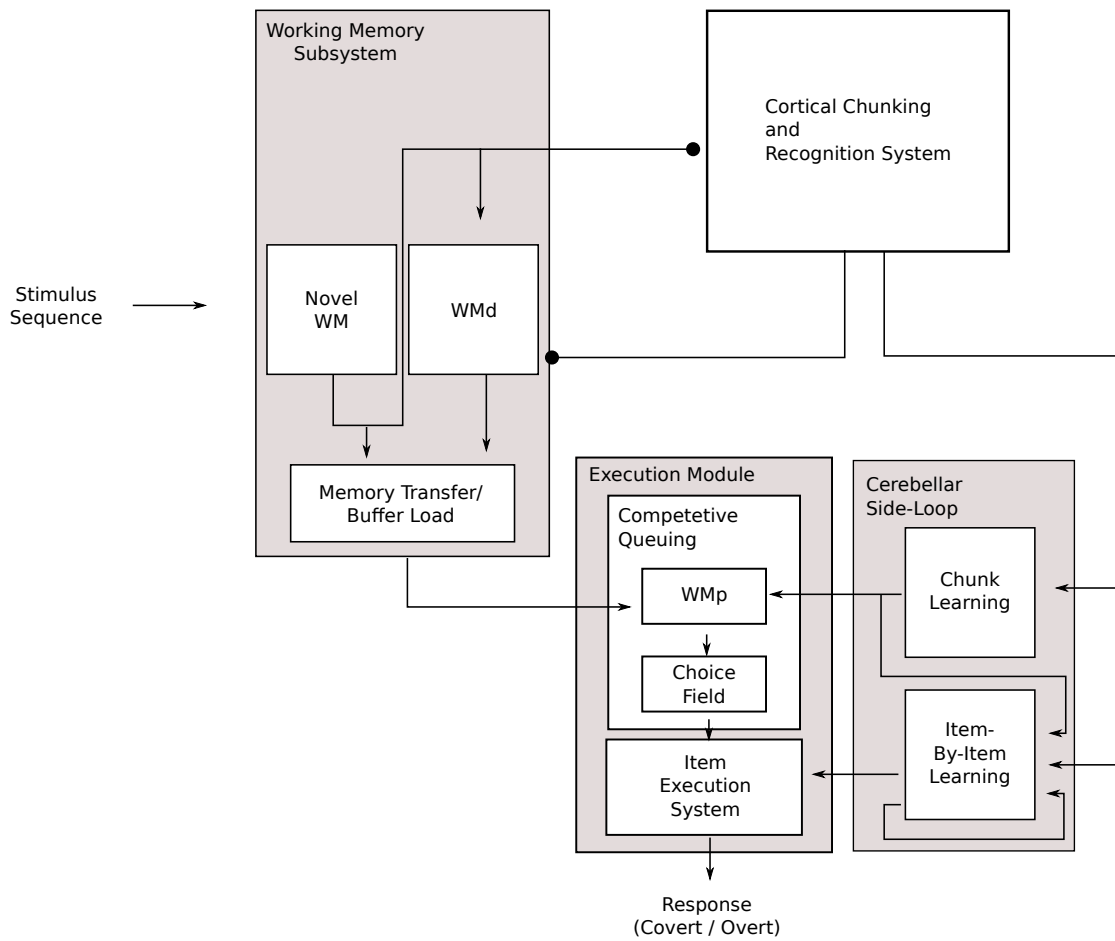 Working Memory
Subsystem
Cortical Chunking
and
Recognition System
Stimulus
Sequence
Novel
WM
WMd
Memory Transfer/
Buffer Load
Execution Module
Competetive
Queuing
WMp
Choice
Field
Item
Execution
System
Cerebellar
Side-Loop
Chunk
Learning
Item-
By-Item
Learning
Response
(Covert / Overt)